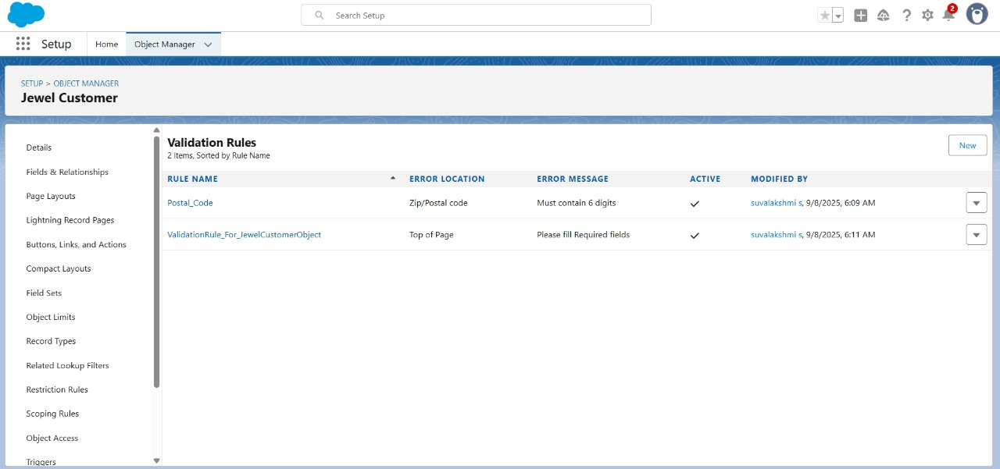 Search Setup
2
Setup
Home
Object Manager
SETUP > OBJECT MANAGER
Jewel Customer
Details
Fields & Relationships
Page Layouts
Lightning Record Pages
Buttons, Links, and Actions
Compact Layouts
Field Sets
Object Limits
Record Types
Related Lookup Filters
Restriction Rules
Scoping Rules
Object Access
Triggers
Validation Rules
2 Items, Sorted by Rule Name
New
RULE NAME ERROR LOCATION ERROR MESSAGE ACTIVE MODIFIED BY
Postal_Code Zip/Postal code Must contain 6 digits suvalakshmi s, 9/8/2025, 6:09 AM
ValidationRule_For_JewelCustomerObject Top of Page Please fill Required fields suvalakshmi s, 9/8/2025, 6:11 AM